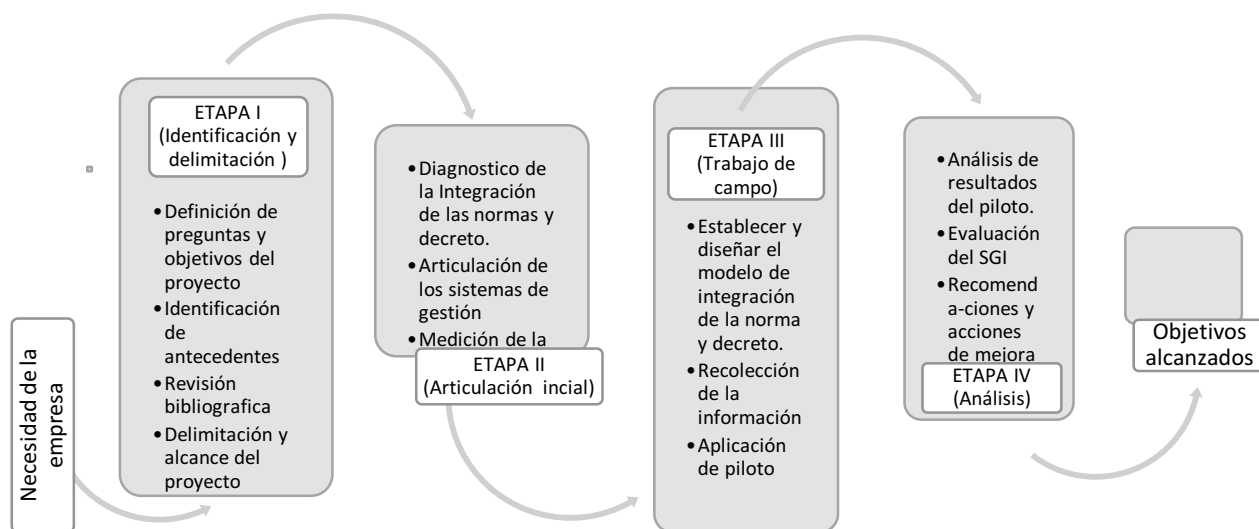 Necesidad de la
empresa
ETAPA I
(Identificación y
delimitación )
•Definición de
preguntas y
objetivos del
proyecto
•Identificación
de
antecedentes
•Revisión
bibliografica
•Delimitación y
alcance del
proyecto
•Diagnostico de
la Integración
de las normas y
decreto.
•Articulación de
los sistemas de
gestión
•Medición de la
ETAPA II
(Articulación incial)
ETAPA III
(Trabajo de
campo)
•Establecer y
diseñar el
modelo de
integración
de la norma
y decreto.
•Recolección
de la
información
•Aplicación
de piloto
•Análisis de
resultados
del piloto.
•Evaluación
del SGI
•Recomend
a-ciones y
acciones
de mejora
ETAPA IV
(Análisis)
Objetivos
alcanzados